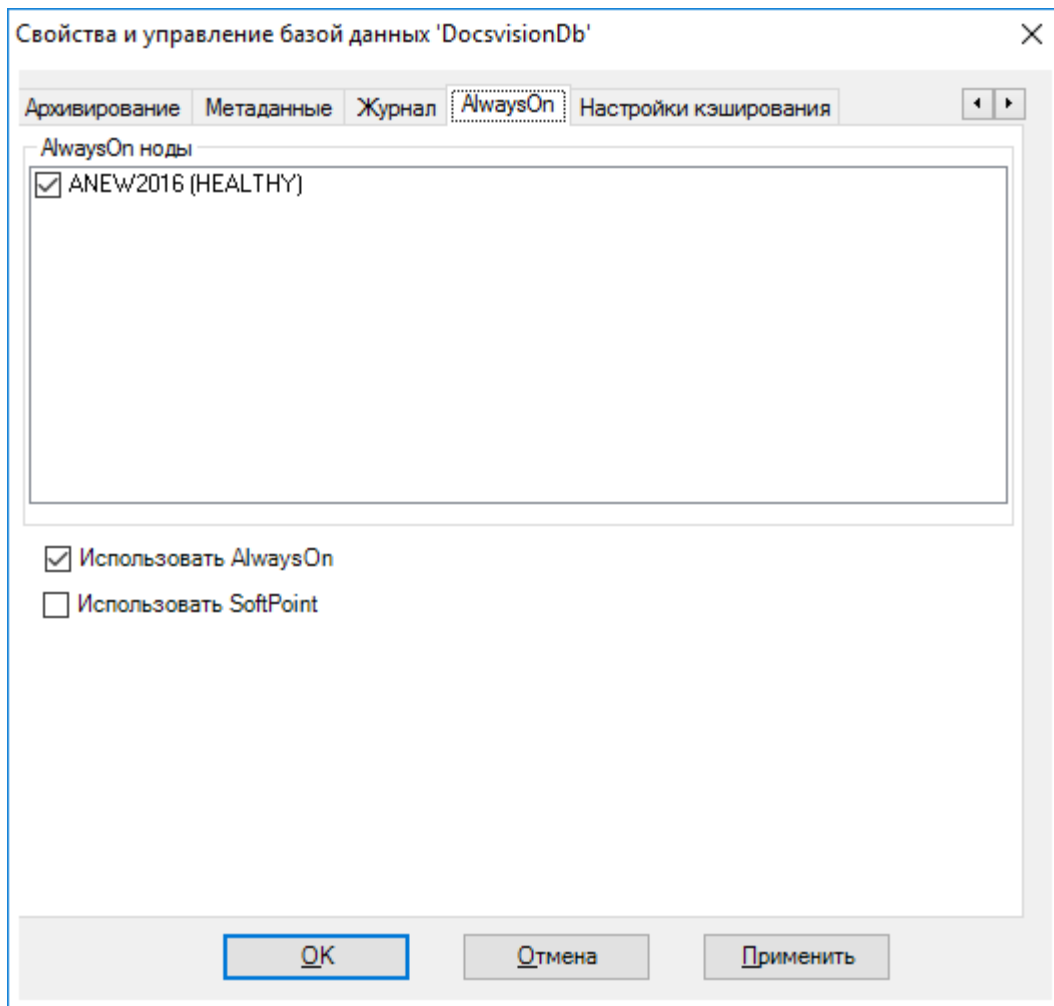 Свойства и управление базой данных 'DocsvisionDb'
Архивирование Метаданные Журнал AlwaysOn Настройки кэширования
AlwaysOn ноды
ANEW2016 (HEALTHY)
Использовать AlwaysOn
Использовать SoftPoint
OK Отмена Применить